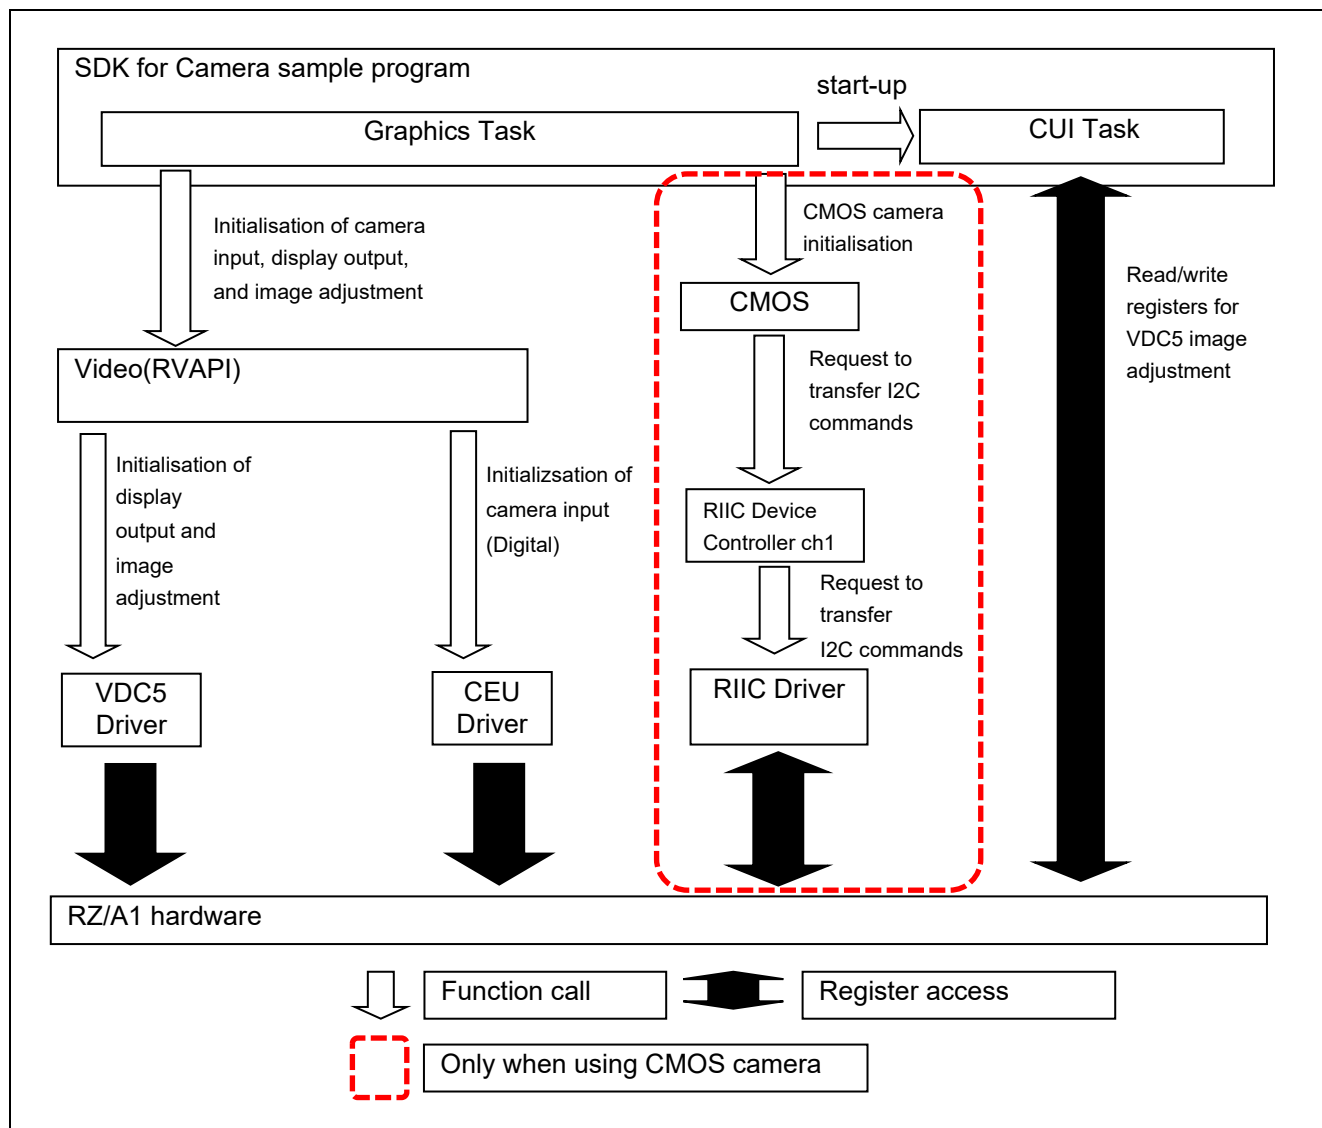 SDK for Camera sample program
start-up
Graphics Task
CUI Task
Initialisation of camera
input, display output,
and image adjustment
CMOS camera
initialisation
CMOS
Read/write
registers for
VDC5 image
adjustment
Video(RVAPI)
Request to
transfer I2C
commands
Initialisation of
display
output and
image
adjustment
Initializsation of
camera input
(Digital)
RIIC Device
Controller ch1
Request to
transfer
I2C commands
VDC5
Driver
CEU
Driver
RIIC Driver
RZ/A1 hardware
Function call
Register access
Only when using CMOS camera